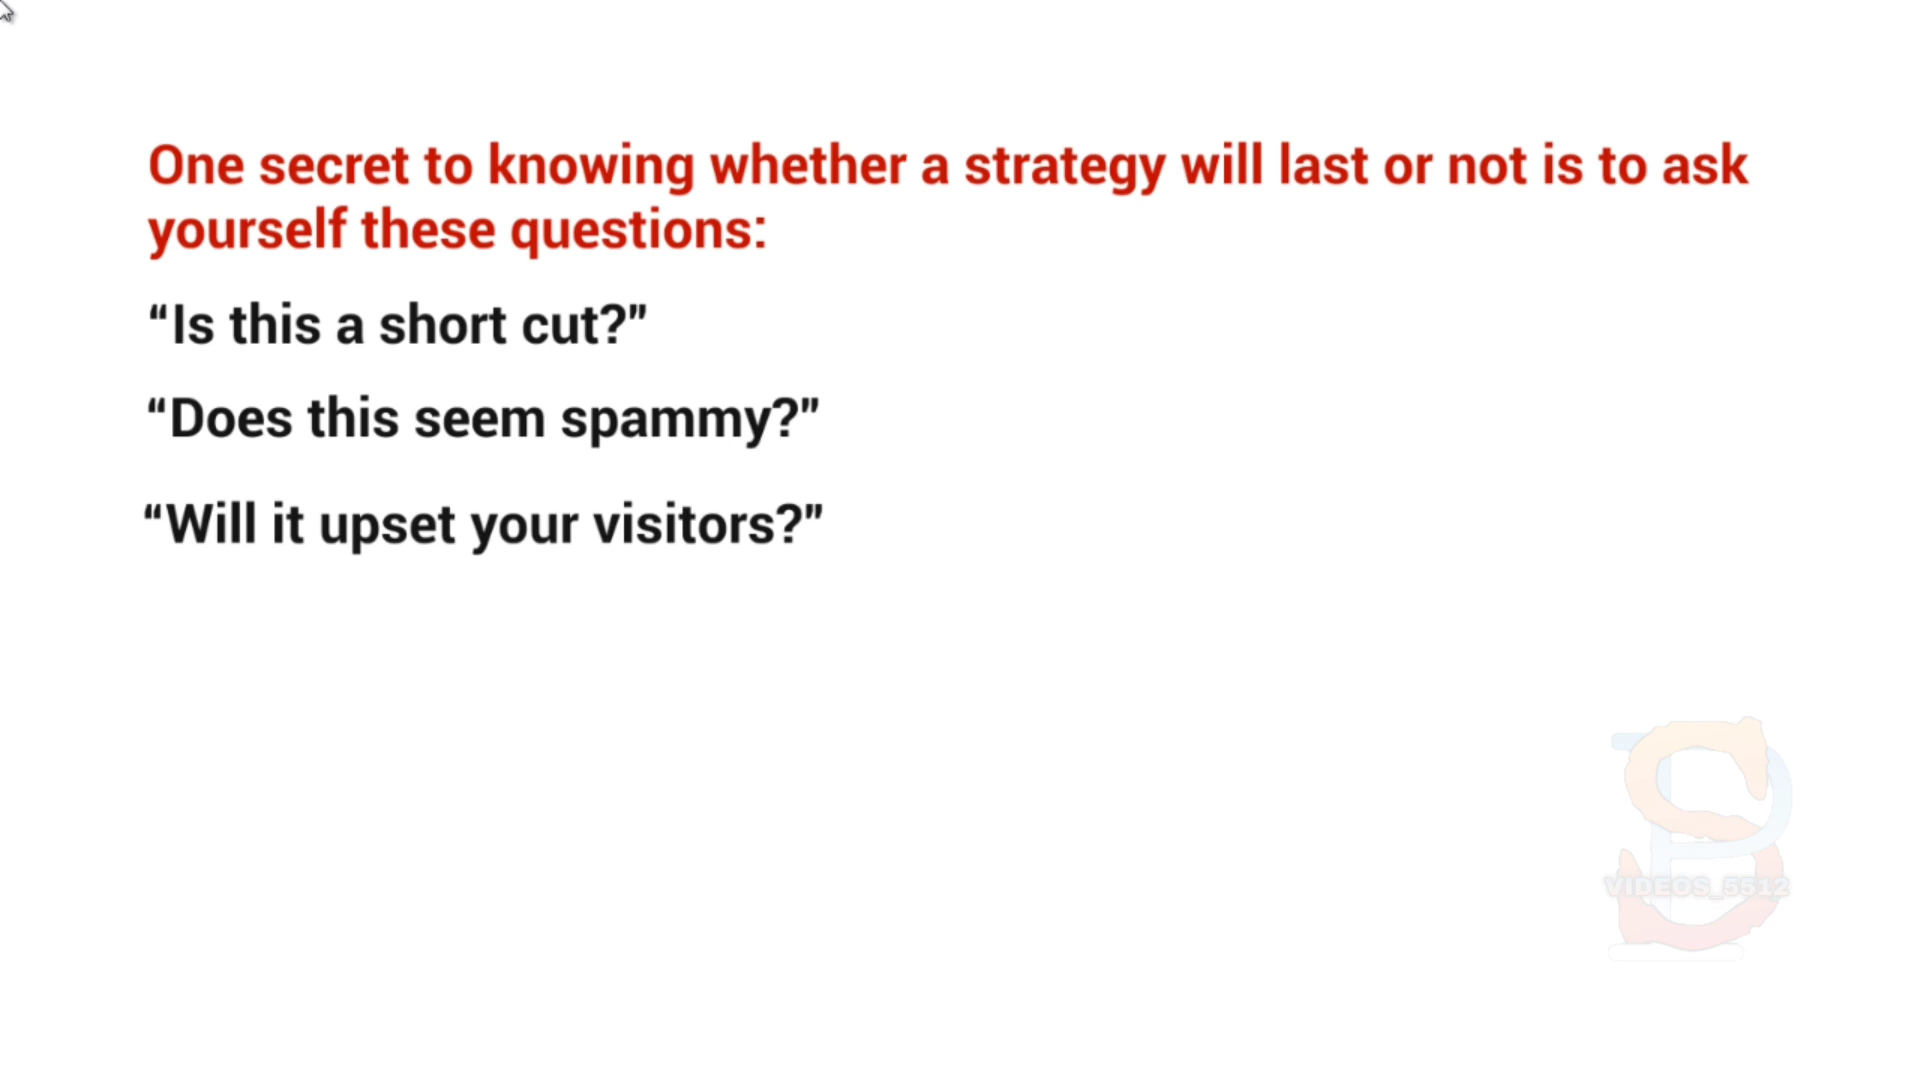 One secret to knowing whether a strategy will last or not is to ask
yourself these questions:
“Is this a short cut?”
“Does this seem spammy?”
“Will it upset your visitors?”
VIDEOS_5512